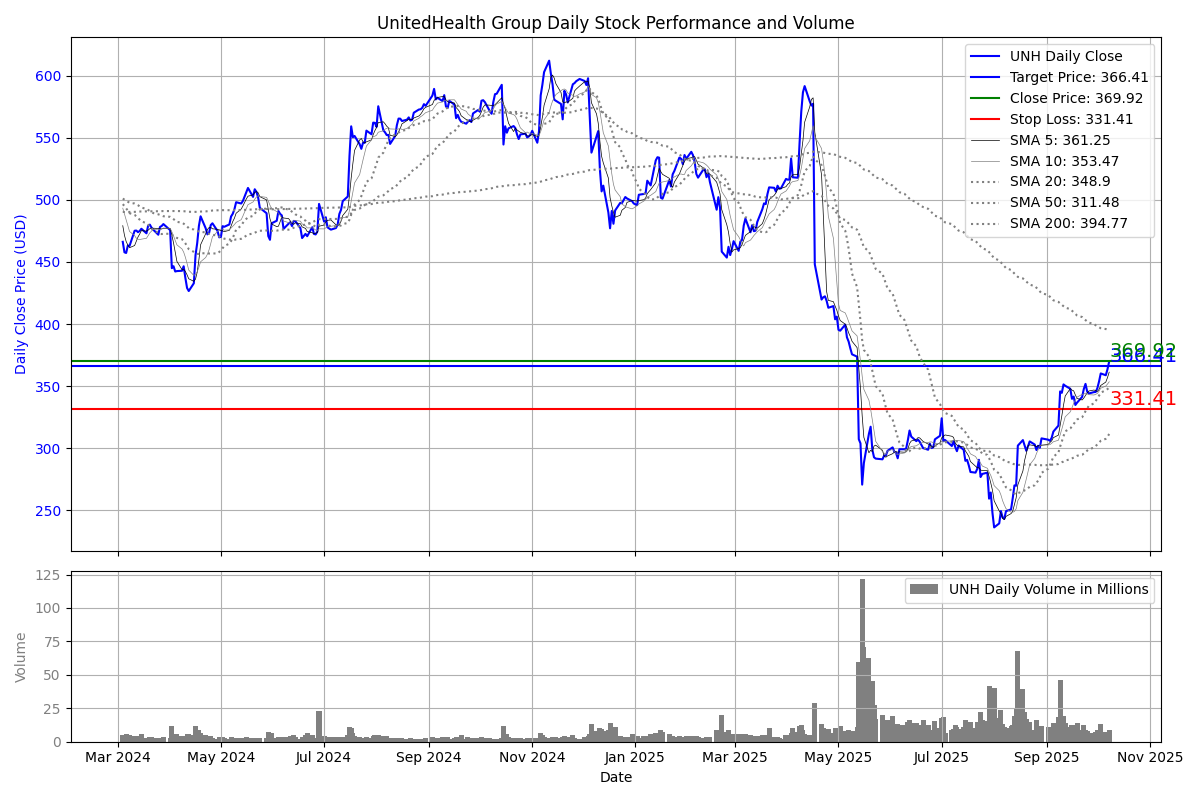 UnitedHealth Group Daily Stock Performance and Volume
UNH Daily Close
Target Price: 366.41
Close Price: 369.92
Stop Loss: 331.41
SMA 5: 361.25
SMA 10: 353.47
SMA 20: 348.9
SMA 50: 311.48
SMA 200: 394.77
Daily Close Price (USD)
600
550
500
450
400
350
300
250
369.92
366.41
331.41
UNH Daily Volume in Millions
Volume
125
100
75
50
25
0
Mar 2024 May 2024 Jul 2024 Sep 2024 Nov 2024 Jan 2025 Mar 2025 May 2025 Jul 2025 Sep 2025 Nov 2025
Date